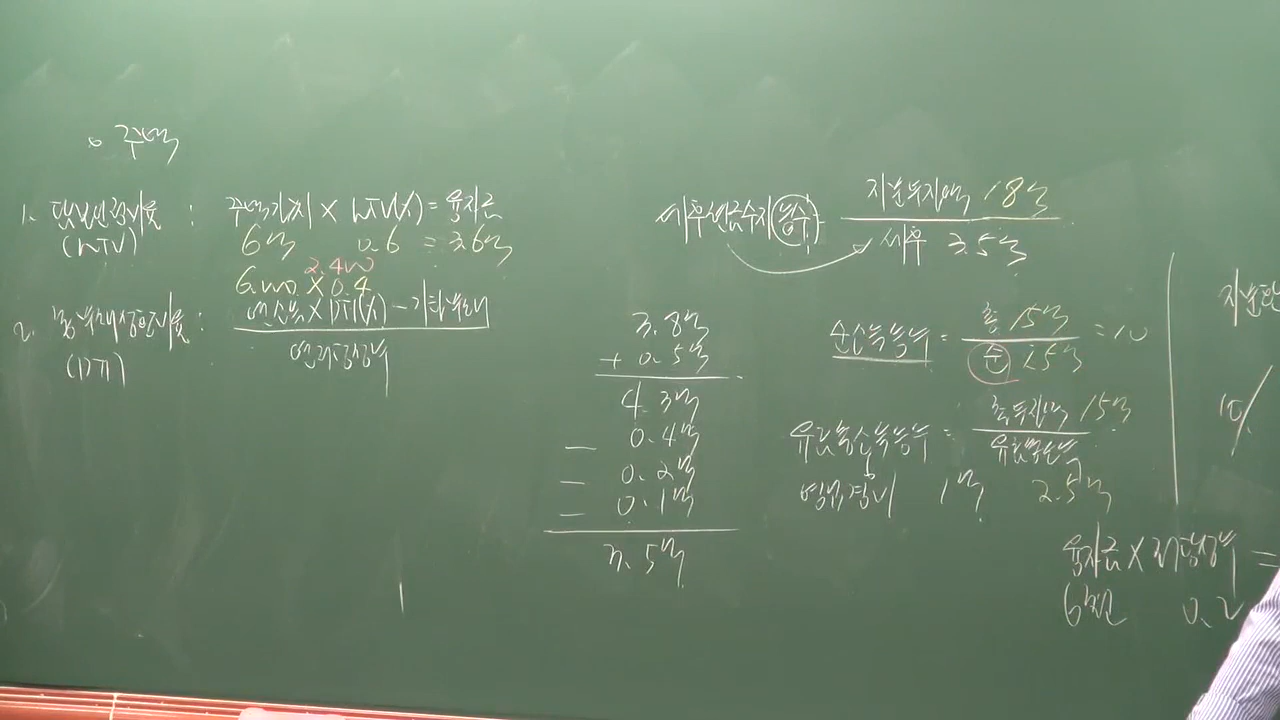 o 주택
1. 담보인정비율 : 주택가치 X LTV(%) = 융자금
(LTV) 6억 0.6 = 3.6억
2.400
6.000 X 0.4
2. 총부채상환비율 : 연소득 X DTI(%) - 기타부채
(DTI) 연저당상수
3.8억
+ 0.5억
4.3억
- 0.4억
- 0.2억
- 0.1억
3.5억
세후현금수지승수 지분투자액 18억
세후 3.5억
순소득승수 = 총 15억 = 10
순 1.5억
유효총소득승수 = 총투자액 15억
유효총소득
영업경비 1억 2.5억
10%
융자금 X 저당상수 =
6억 0.2